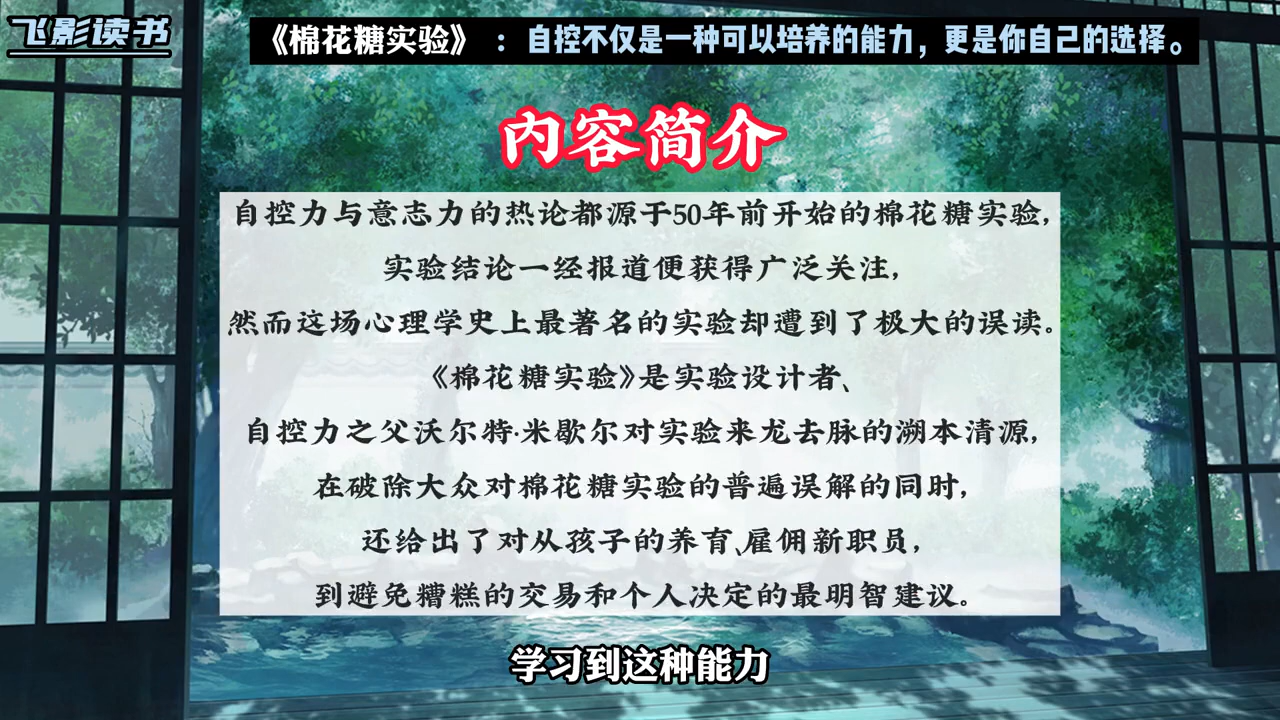 飞影读书
《棉花糖实验》 ：自控不仅是一种可以培养的能力，更是你自己的选择。
内容简介
自控力与意志力的热论都源于50年前开始的棉花糖实验，
实验结论一经报道便获得广泛关注，
然而这场心理学史上最著名的实验却遭到了极大的误读。
《棉花糖实验》是实验设计者、
自控力之父沃尔特·米歇尔对实验来龙去脉的溯本清源，
在破除大众对棉花糖实验的普遍误解的同时，
还给出了对从孩子的养育、雇佣新职员，
到避免糟糕的交易和个人决定的最明智建议。
学习到这种能力